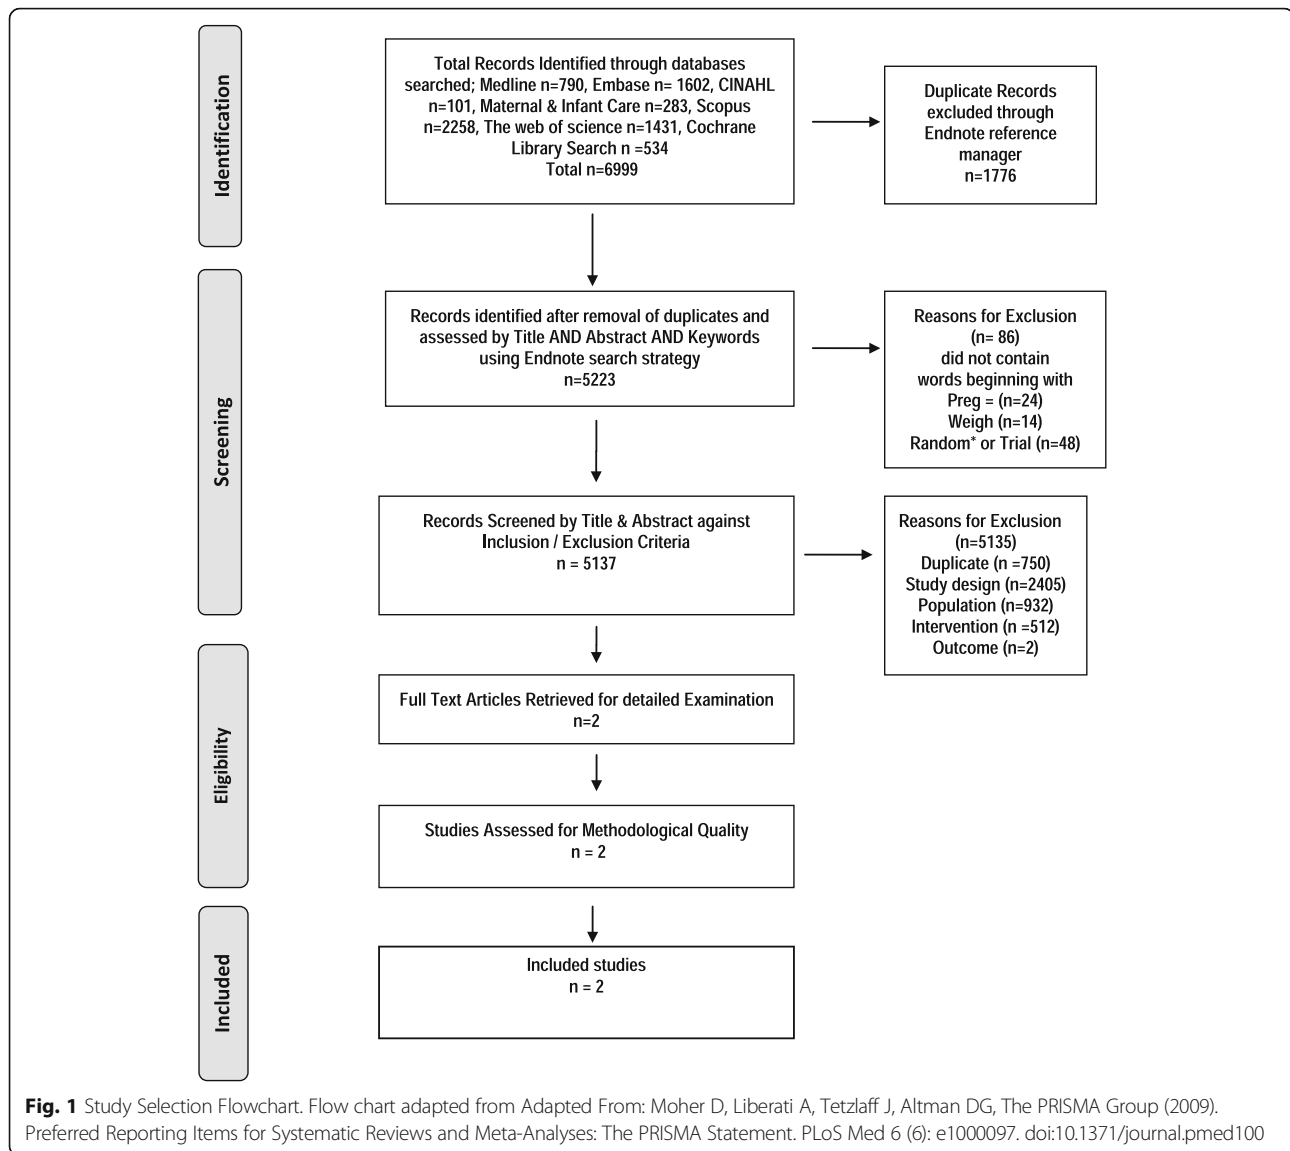 Identification
Total Records Identified through databases
searched; Medline n=790, Embase n= 1602, CINAHL
n=101, Maternal & Infant Care n=283, Scopus
n=2258, The web of science n=1431, Cochrane
Library Search n =534
Total n=6999
Duplicate Records
excluded through
Endnote reference
manager
n=1776
Screening
Records identified after removal of duplicates and
assessed by Title AND Abstract AND Keywords
using Endnote search strategy
n=5223
Reasons for Exclusion
(n= 86)
did not contain
words beginning with
Preg = (n=24)
Weigh (n=14)
Random* or Trial (n=48)
Records Screened by Title & Abstract against
Inclusion / Exclusion Criteria
n = 5137
Reasons for Exclusion
(n=5135)
Duplicate (n =750)
Study design (n=2405)
Population (n=932)
Intervention (n =512)
Outcome (n=2)
Eligibility
Full Text Articles Retrieved for detailed Examination
n=2
Studies Assessed for Methodological Quality
n = 2
Included
Included studies
n = 2
Fig. 1 Study Selection Flowchart. Flow chart adapted from Adapted From: Moher D, Liberati A, Tetzlaff J, Altman DG, The PRISMA Group (2009).
Preferred Reporting Items for Systematic Reviews and Meta-Analyses: The PRISMA Statement. PLoS Med 6 (6): e1000097. doi:10.1371/journal.pmed100